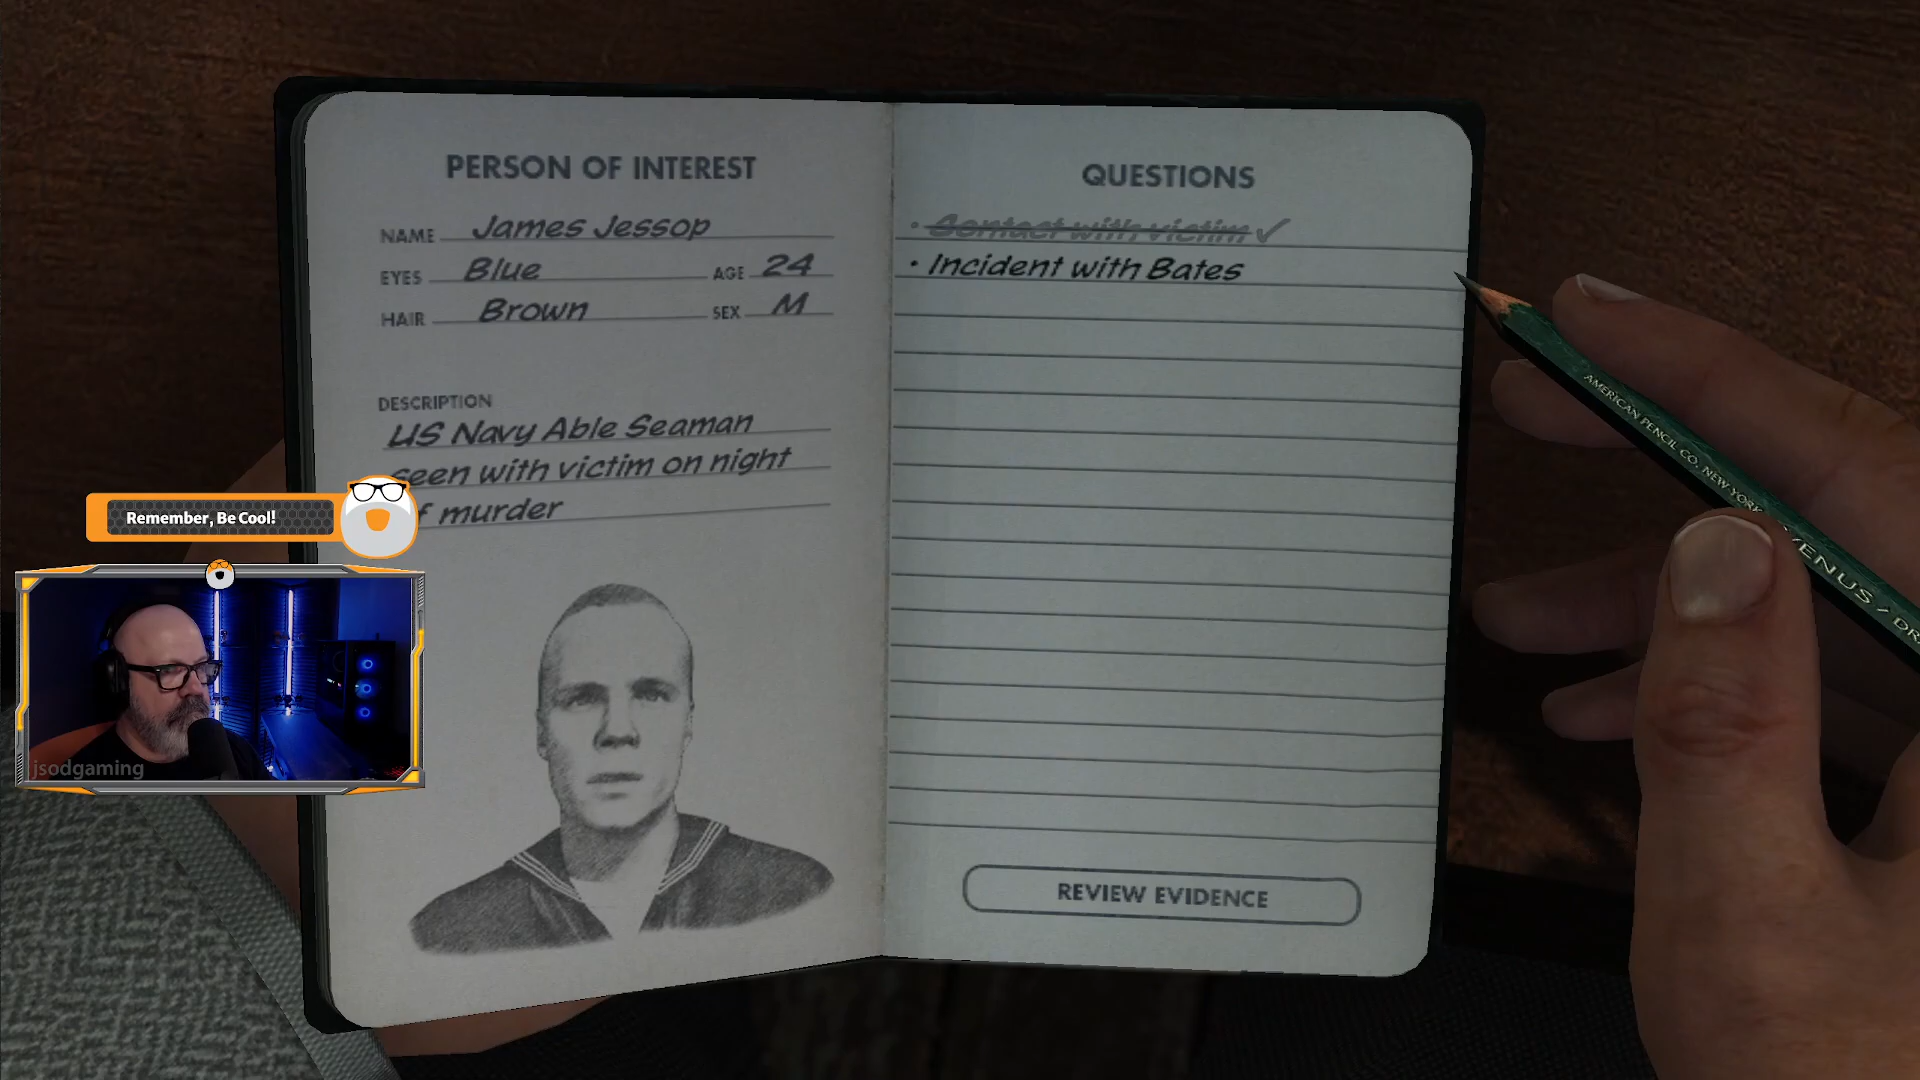 PERSON OF INTEREST
NAME James Jessop
EYES Blue AGE 24
HAIR Brown SEX M
DESCRIPTION
US Navy Able Seaman
seen with victim on night
of murder
QUESTIONS
· Contact with victim ✓
· Incident with Bates
REVIEW EVIDENCE
AMERICAN PENCIL CO. NEW YORK
VENUS / DR
Remember, Be Cool!
jsodgaming